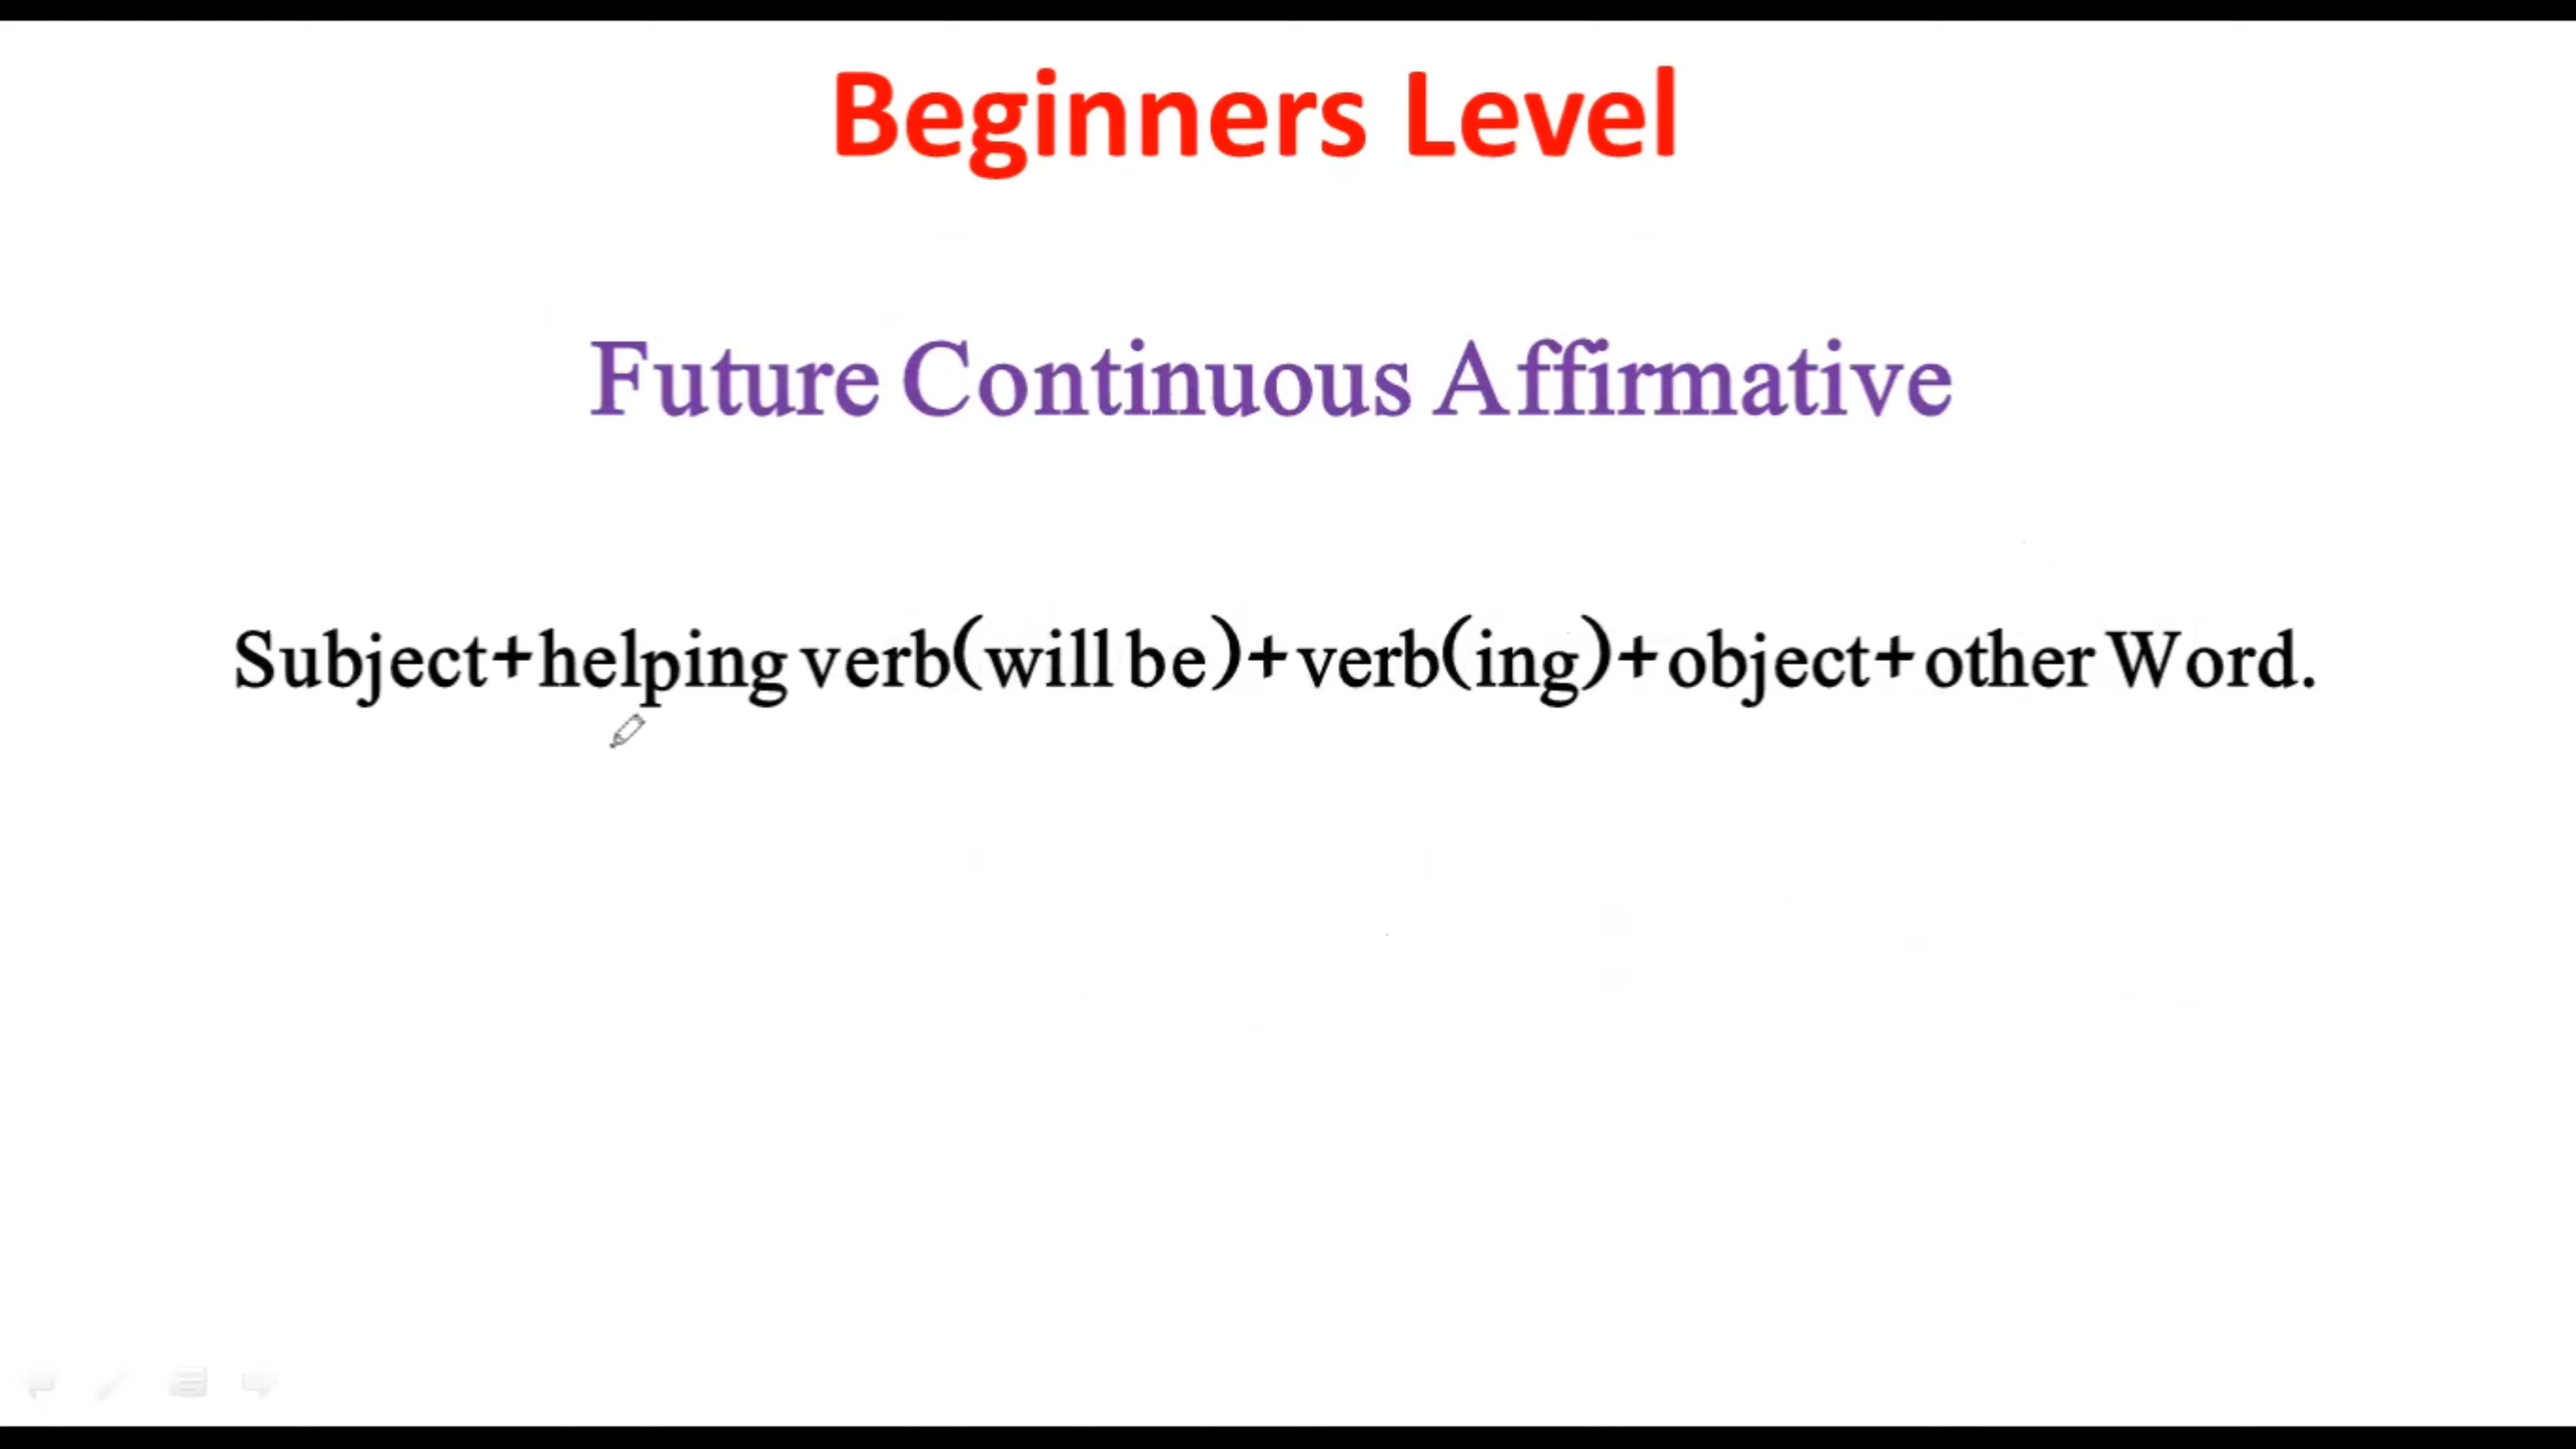 Beginners Level
Future Continuous Affirmative
Subject+helping verb(will be)+verb(ing)+object+other Word.